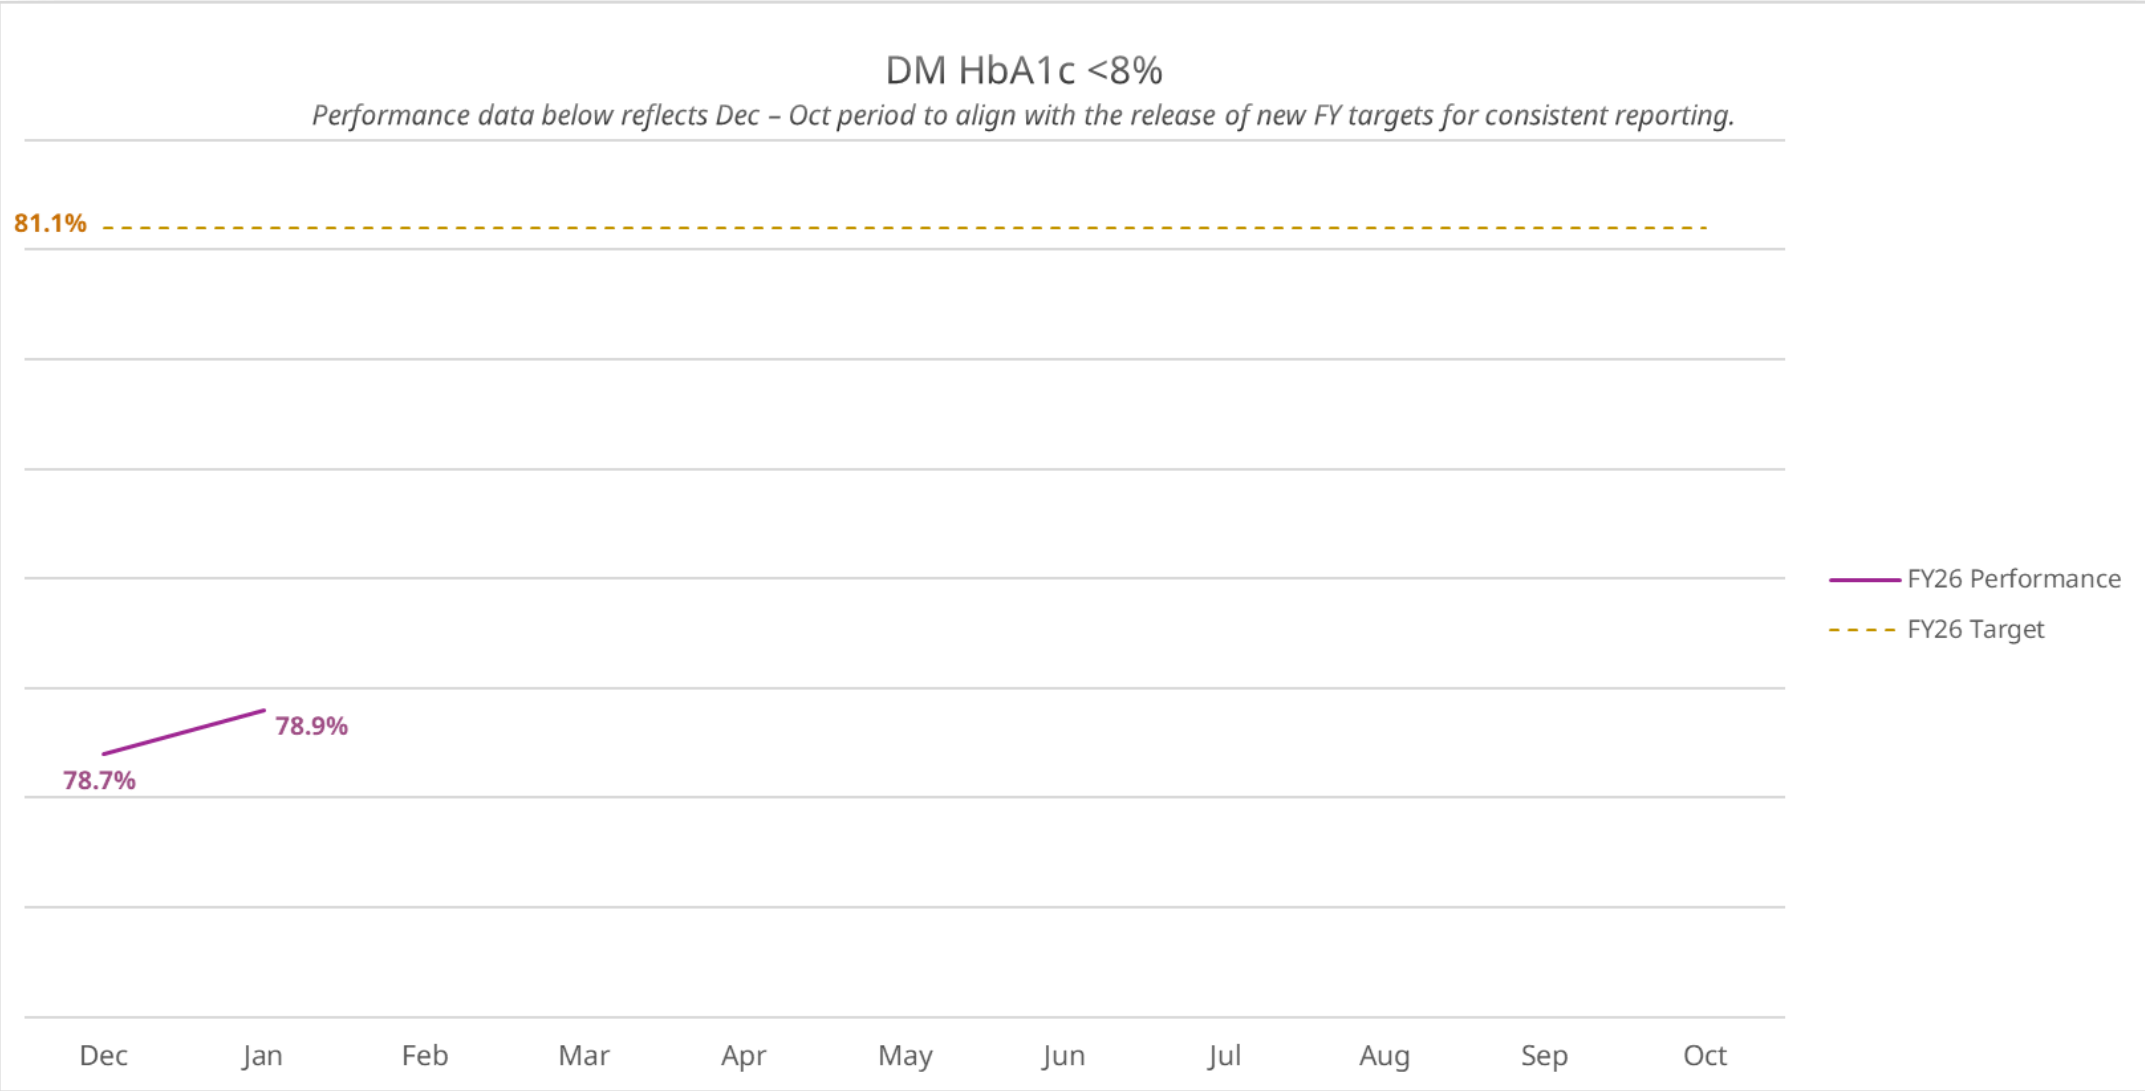 DM HbA1c <8%
Performance data below reflects Dec – Oct period to align with the release of new FY targets for consistent reporting.
81.1%
FY26 Performance
FY26 Target
78.9%
78.7%
Dec Jan Feb Mar Apr May Jun Jul Aug Sep Oct